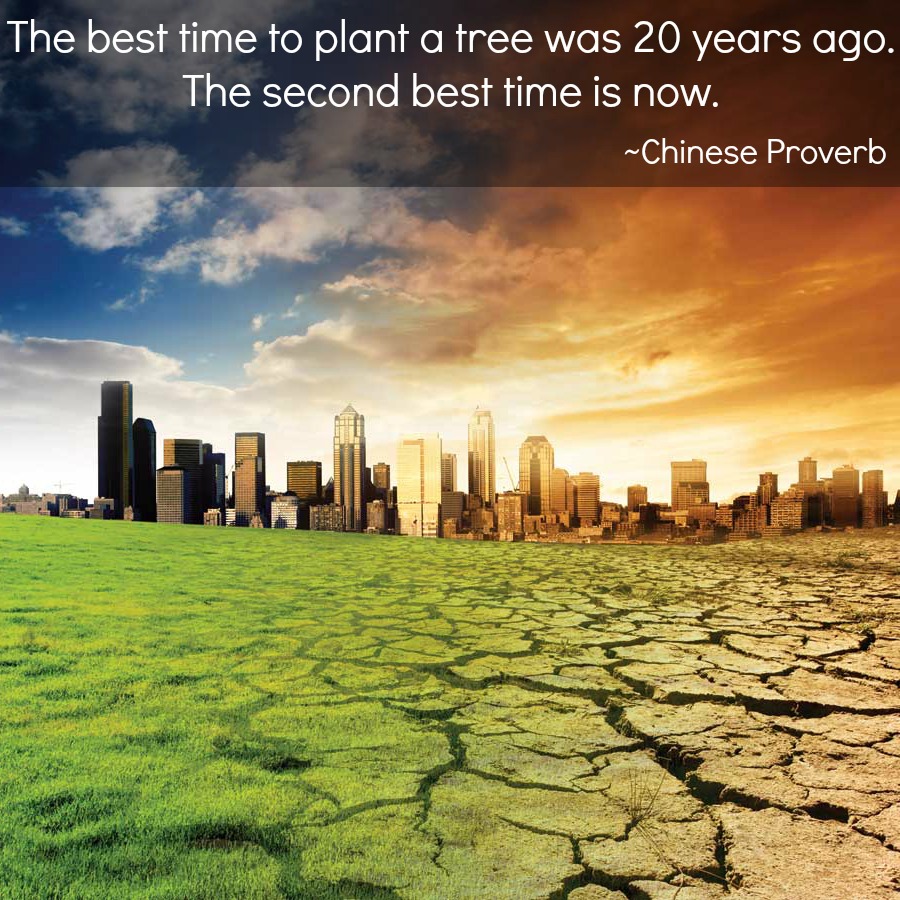 The best time to plant a tree was 20 years ago.
The second best time is now.
~Chinese Proverb